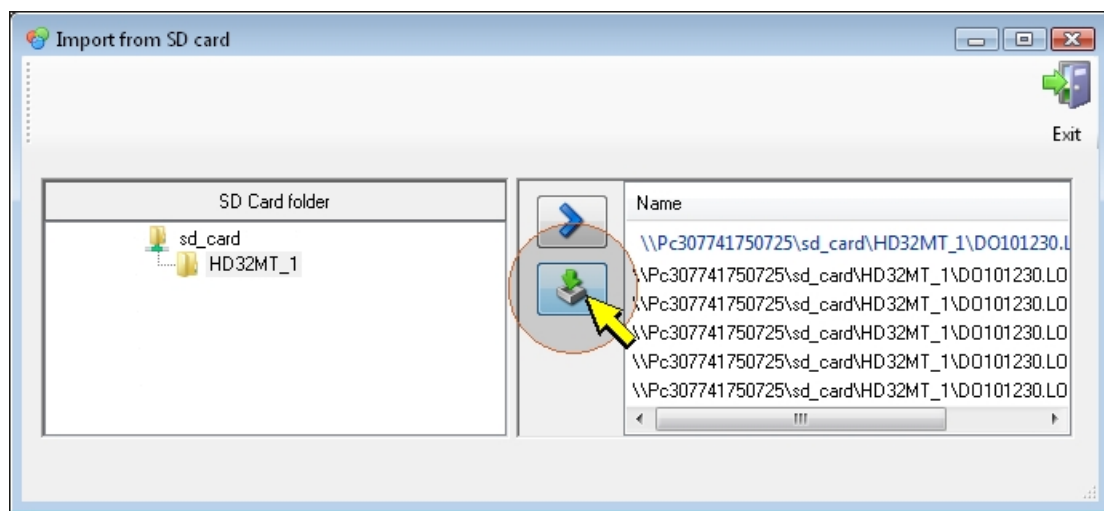 Import from SD card
Exit
SD Card folder
sd_card
HD32MT_1
Name
\\Pc307741750725\sd_card\HD32MT_1\DO101230.L
\\Pc307741750725\sd_card\HD32MT_1\DO101230.LO
\\Pc307741750725\sd_card\HD32MT_1\DO101230.LO
\\Pc307741750725\sd_card\HD32MT_1\DO101230.LO
\\Pc307741750725\sd_card\HD32MT_1\DO101230.LO
\\Pc307741750725\sd_card\HD32MT_1\DO101230.LO